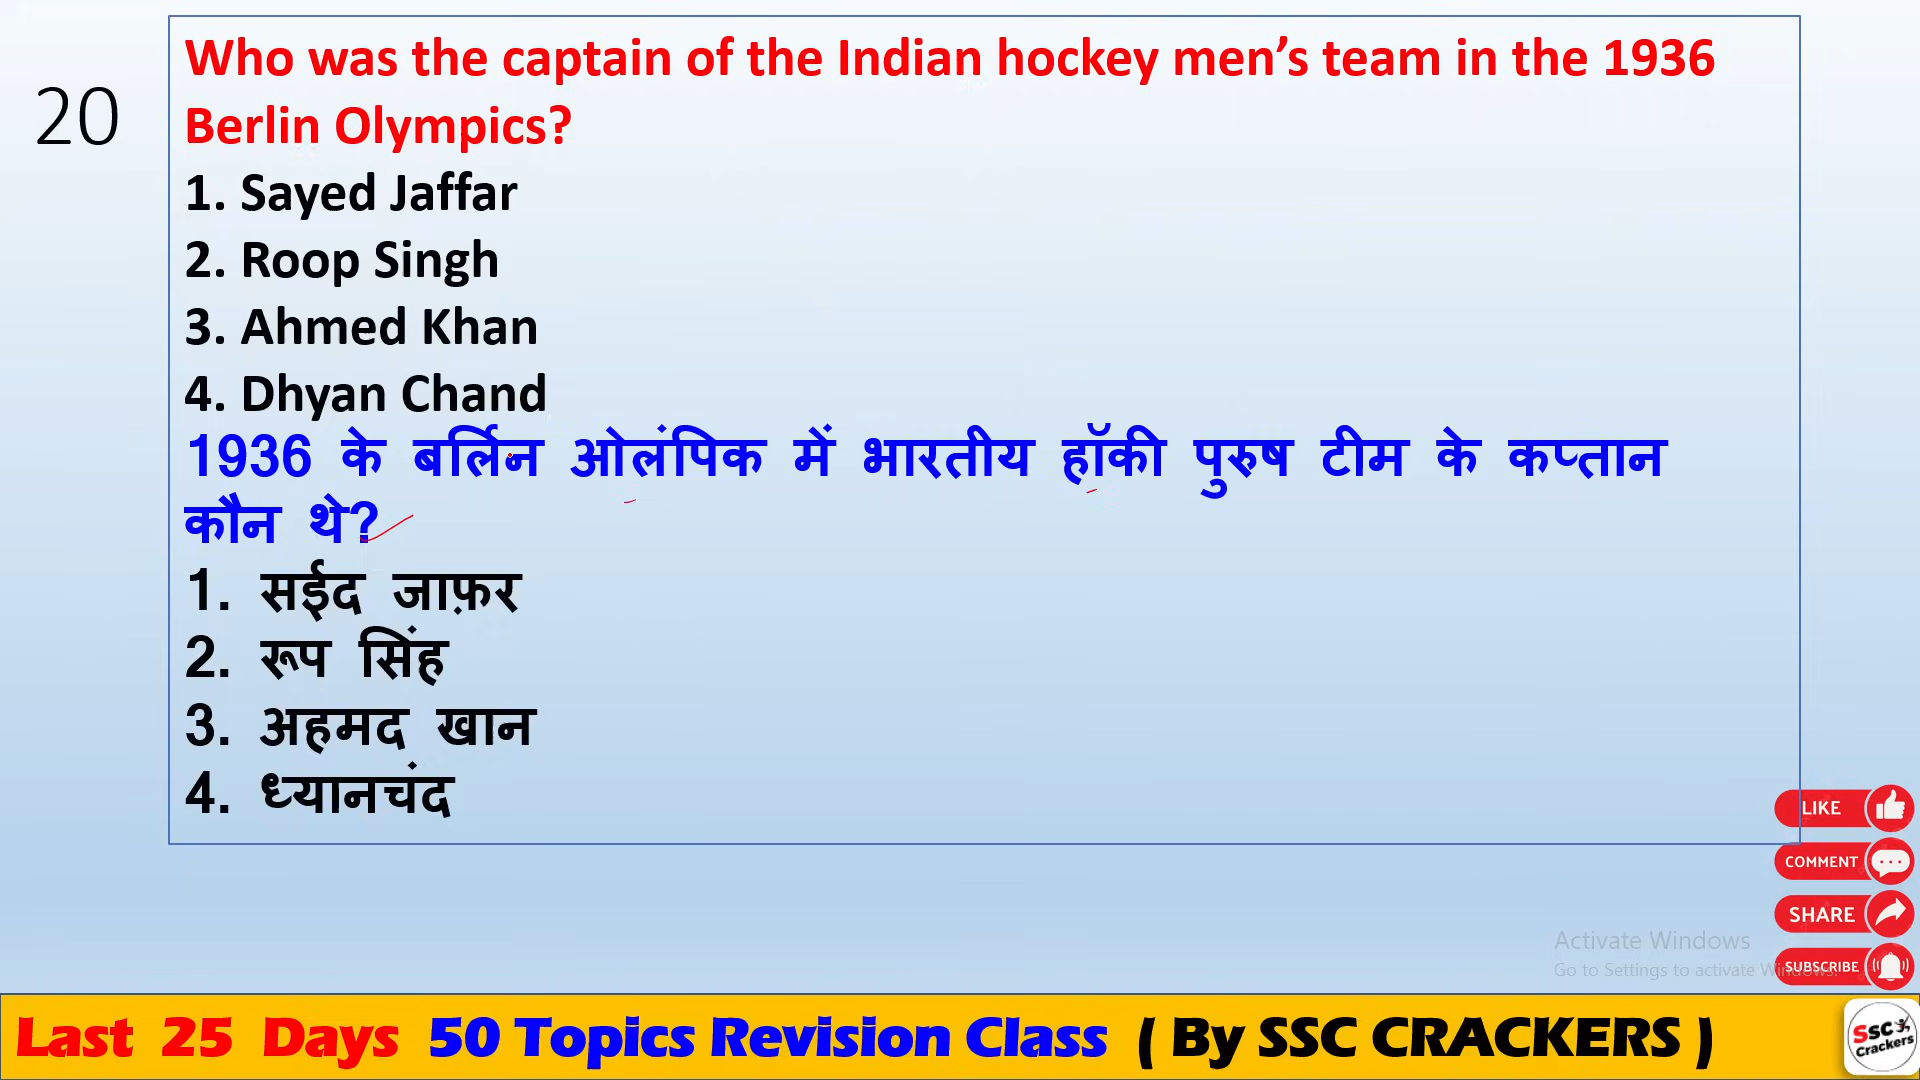 20
Who was the captain of the Indian hockey men’s team in the 1936
Berlin Olympics?
1. Sayed Jaffar
2. Roop Singh
3. Ahmed Khan
4. Dhyan Chand
1936 के बर्लिन ओलंपिक में भारतीय हॉकी पुरुष टीम के कप्तान
कौन थे?
1. सईद जाफ़र
2. रूप सिंह
3. अहमद खान
4. ध्यानचंद
LIKE
COMMENT
SHARE
SUBSCRIBE
Activate Windows
Go to Settings to activate Windows.
Last 25 Days 50 Topics Revision Class ( By SSC CRACKERS )
SSC
Crackers